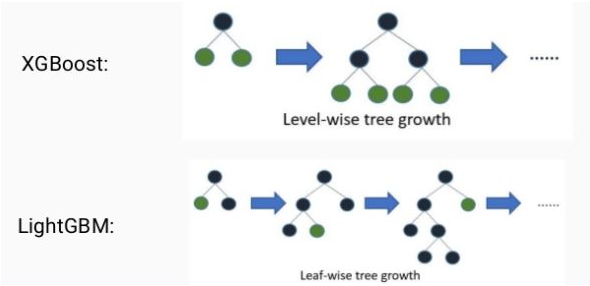 XGBoost:
......
Level-wise tree growth
LightGBM:
......
Leaf-wise tree growth